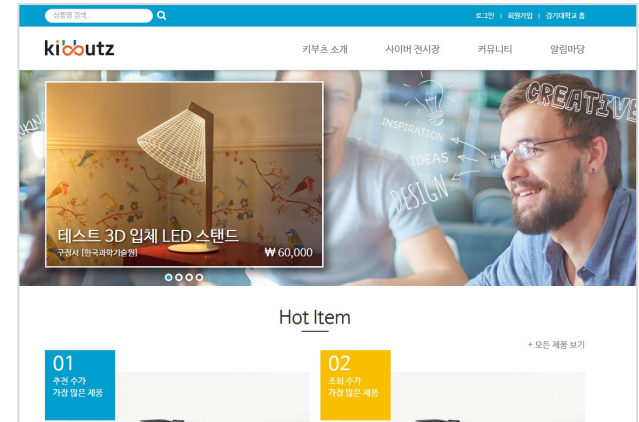 상품명 검색...
로그인 | 회원가입 | 경기대학교 홈
kibbutz
키부츠 소개 사이버 전시장 커뮤니티 알림마당
CREATIVE
INSPIRATION
IDEAS
DESIGN
테스트 3D 입체 LED 스탠드
구정서 [한국과학기술원] ₩ 60,000
Hot Item
+ 모든 제품 보기
01
추천 수가
가장 많은 제품
02
조회 수가
가장 많은 제품